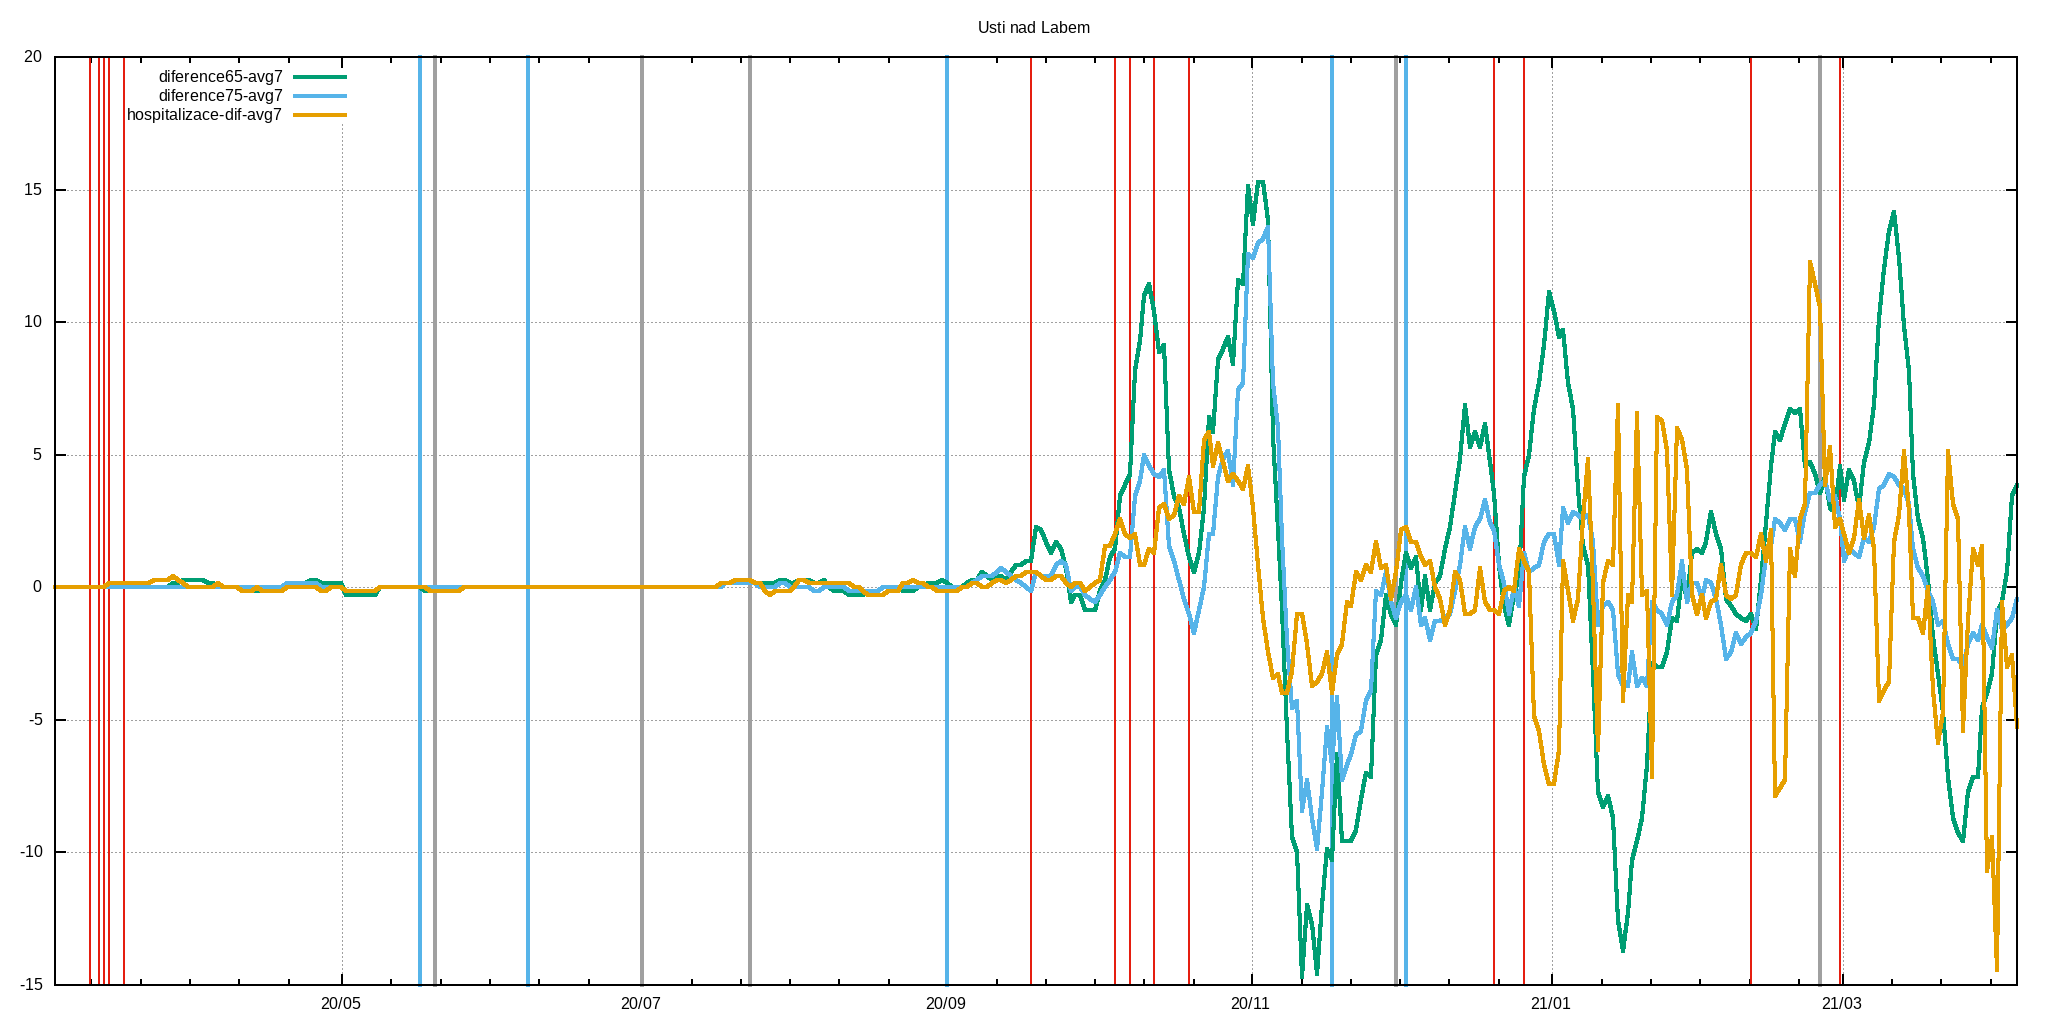 Usti nad Labem
diference65-avg7
diference75-avg7
hospitalizace-dif-avg7
20
15
10
5
0
-5
-10
-15
20/05 20/07 20/09 20/11 21/01 21/03